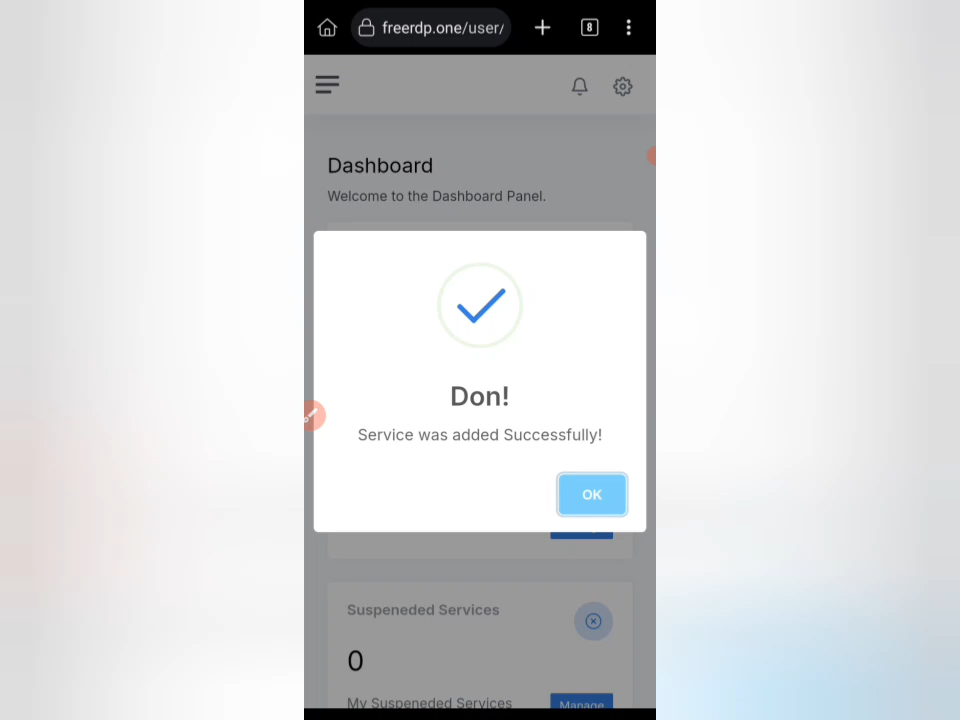 freerdp.one/user/
8
Dashboard
Welcome to the Dashboard Panel.
Don!
Service was added Successfully!
OK
Suspeneded Services
0
My Suspeneded Services
Manage